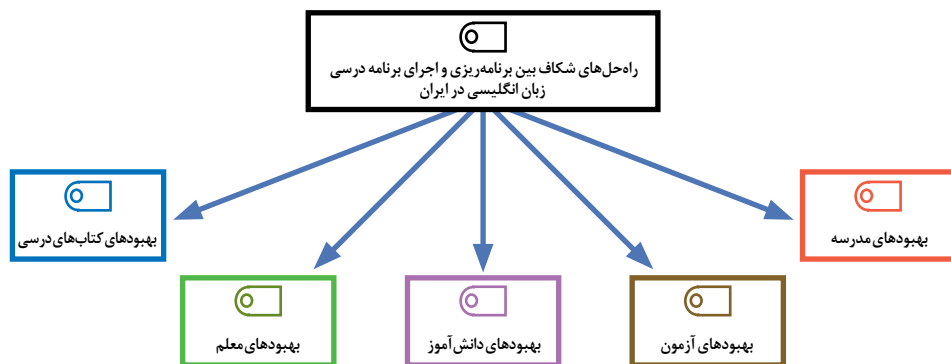 راه‌حل‌های شکاف بین برنامه‌ریزی و اجرای برنامه درسی
زبان انگلیسی در ایران
بهبودهای مدرسه
بهبودهای کتاب‌های درسی
بهبودهای آزمون
بهبودهای دانش‌آموز
بهبودهای معلم